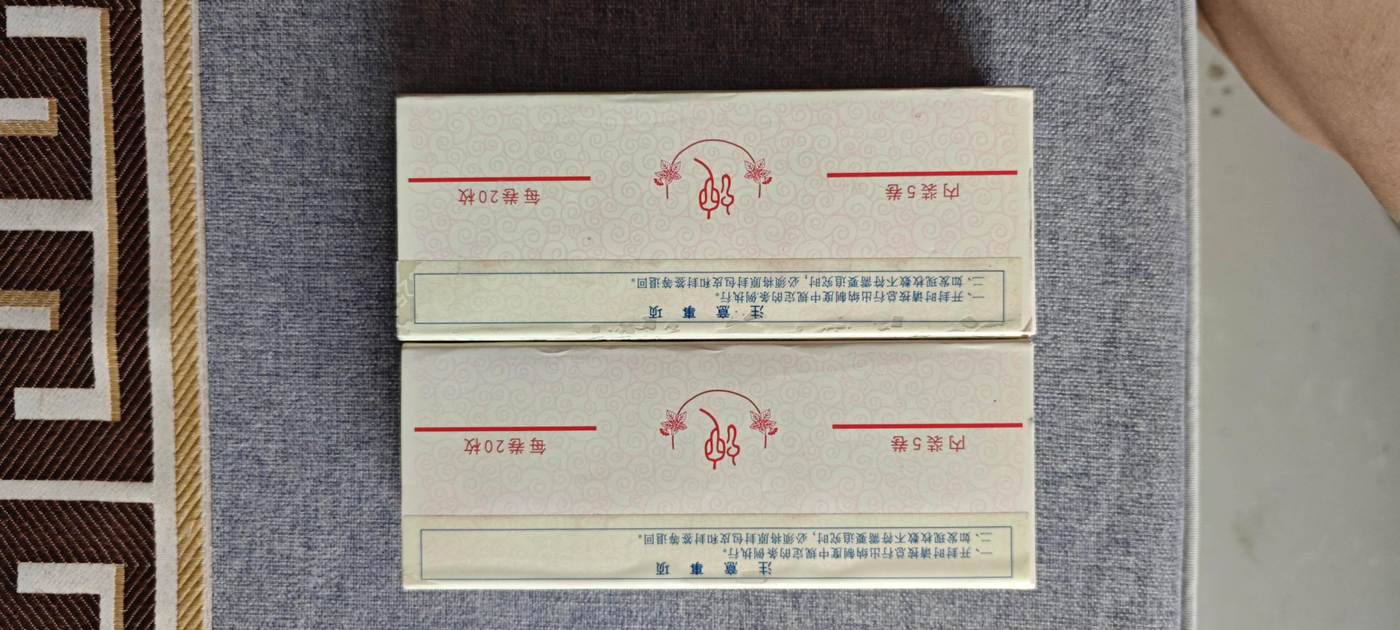 注意事项
一、开封时请按总行出纳制度中规定的条例执行。
二、如发现枚数不符需要追究时，必须将原封包皮和封签等退回。
内装5卷
每卷20枚
注意事项
一、开封时请按总行出纳制度中规定的条例执行。
二、如发现枚数不符需要追究时，必须将原封包皮和封签等退回。
内装5卷
每卷20枚